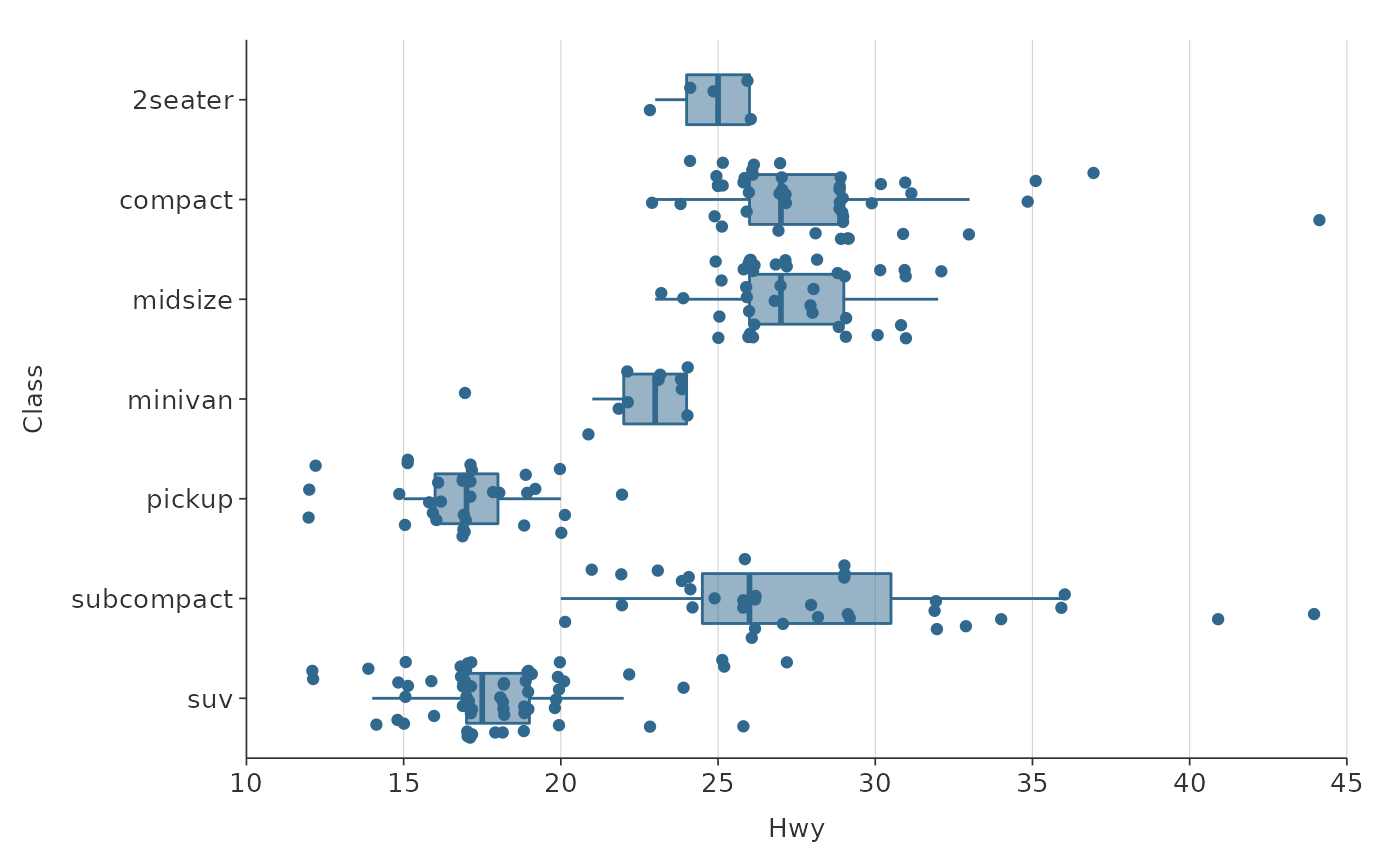 2seater
compact
midsize
minivan
pickup
subcompact
suv
Class
10 15 20 25 30 35 40 45
Hwy